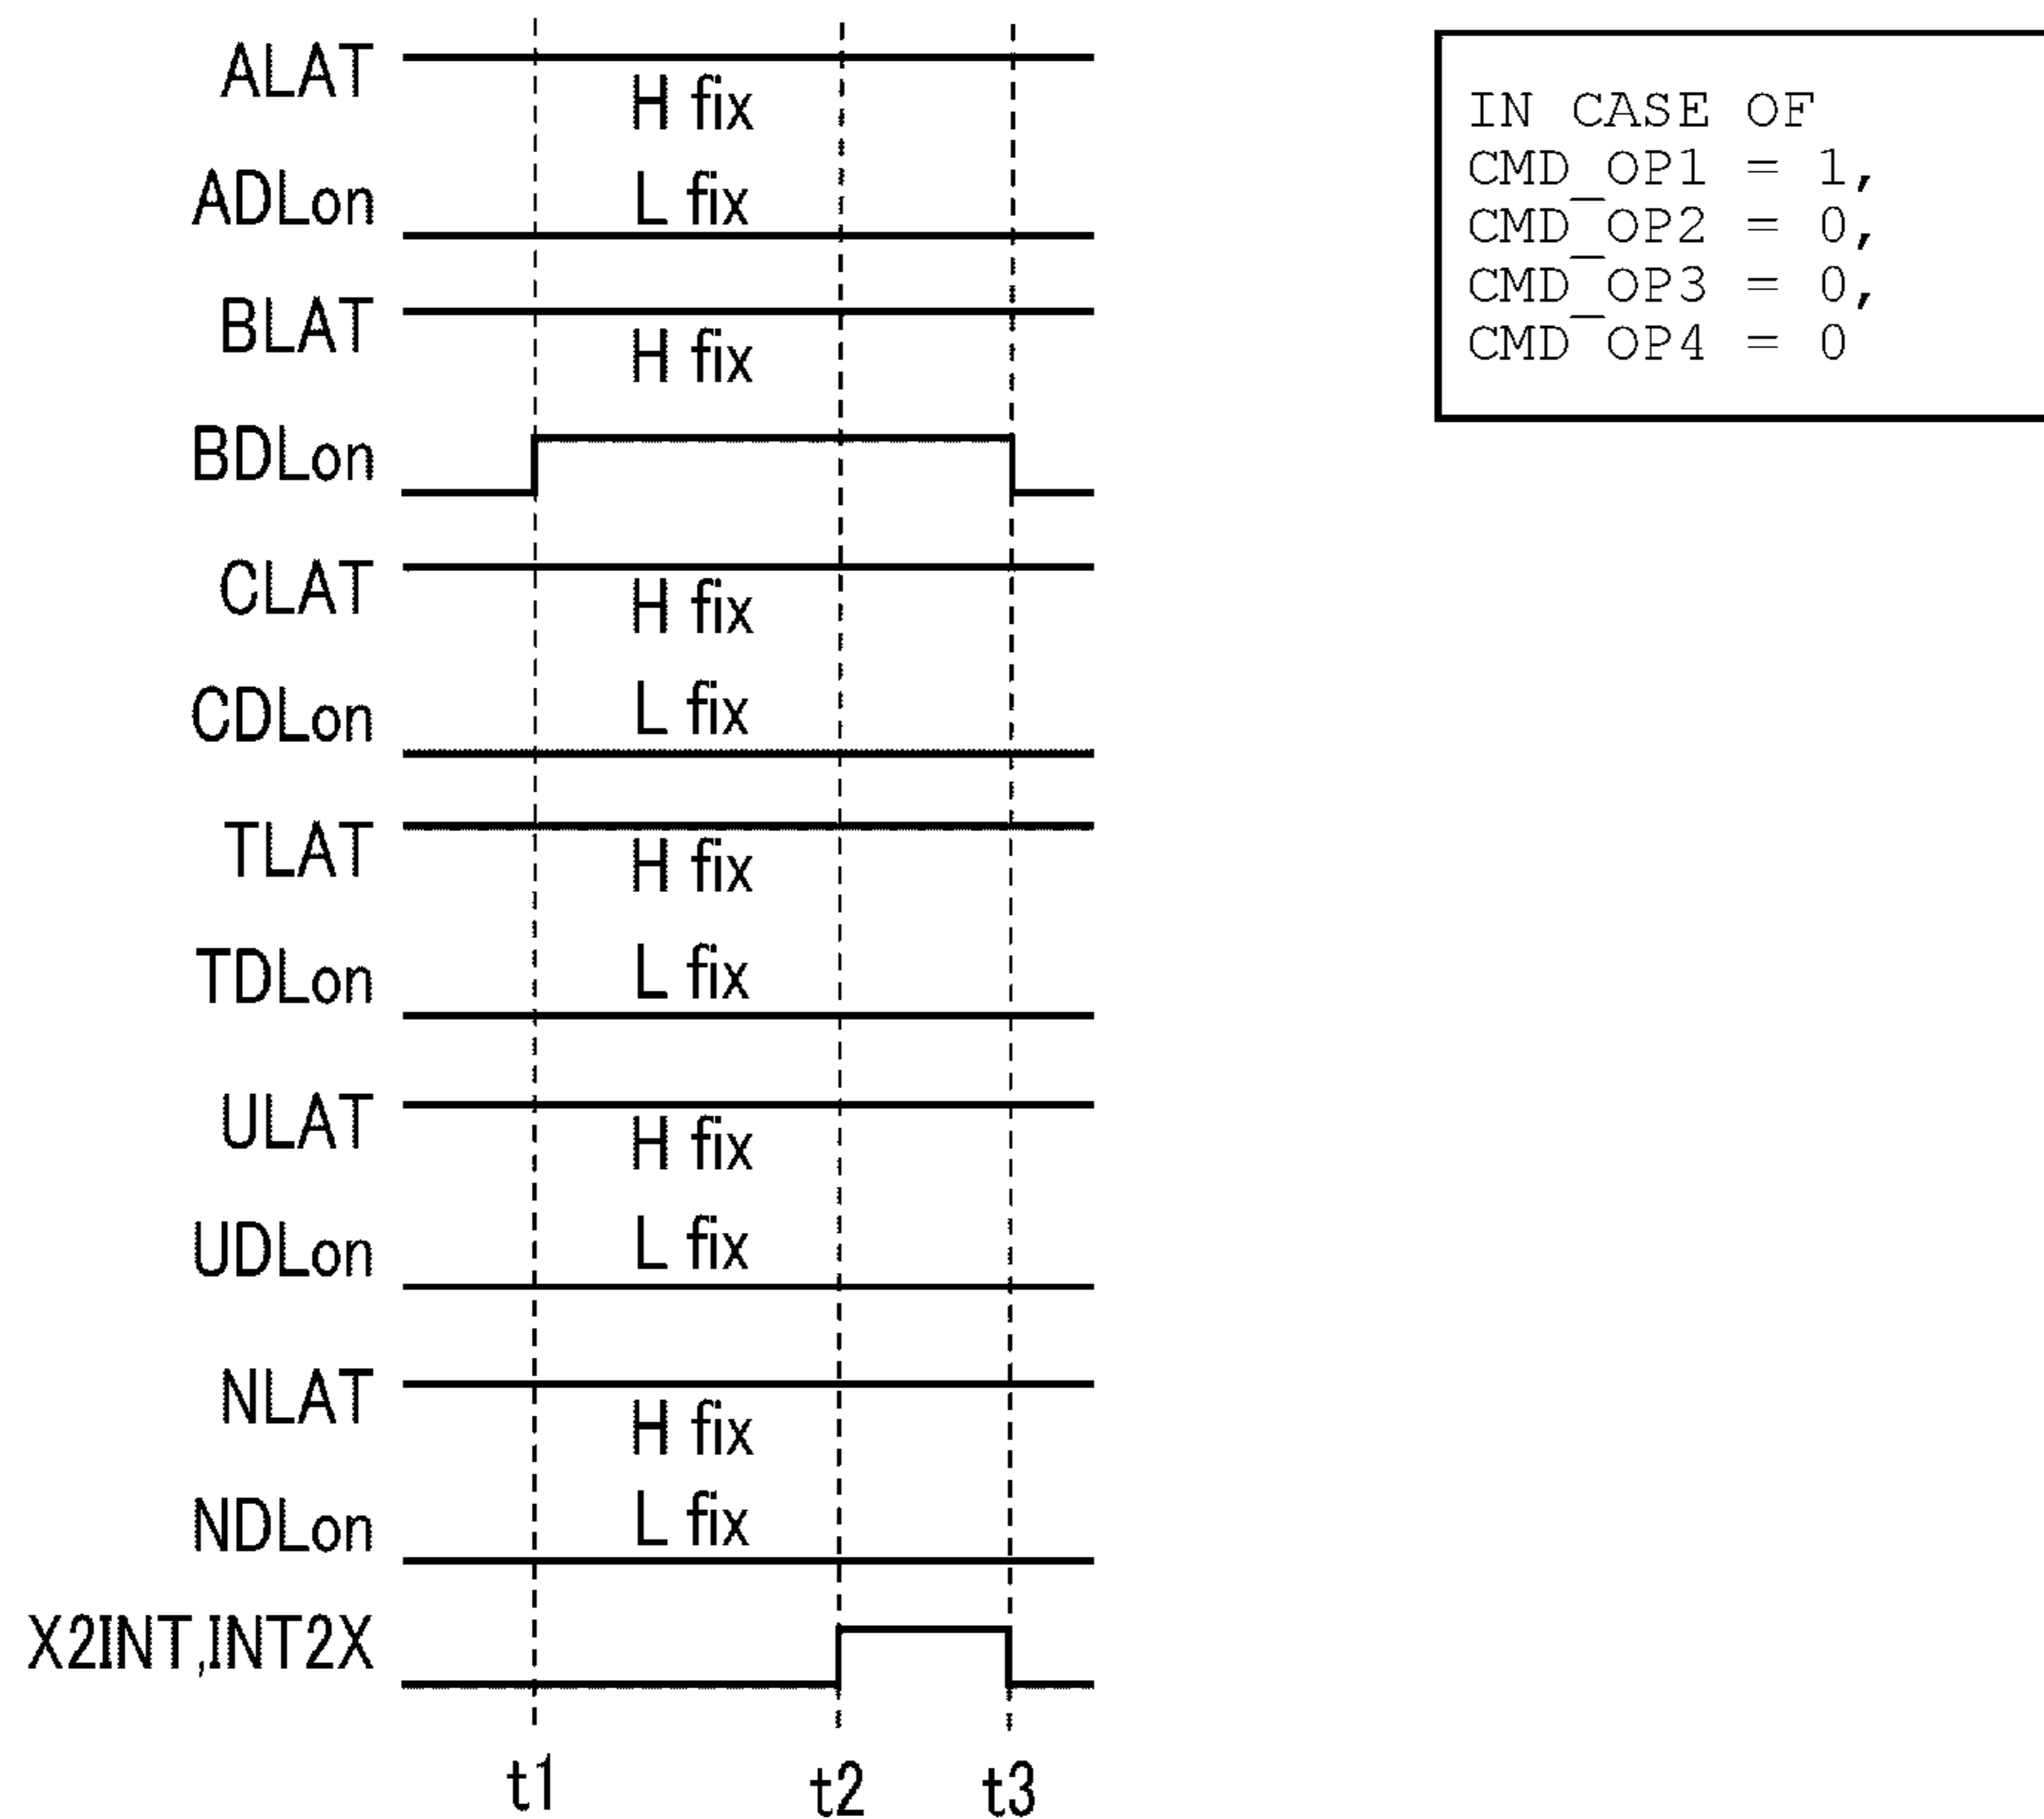 ALAT
H fix
ADLon
L fix
BLAT
H fix
BDLon
CLAT
H fix
CDLon
L fix
TLAT
H fix
TDLon
L fix
ULAT
H fix
UDLon
L fix
NLAT
H fix
NDLon
L fix
X2INT,INT2X
t1
t2
t3
IN CASE OF
CMD_OP1 = 1,
CMD_OP2 = 0,
CMD_OP3 = 0,
CMD_OP4 = 0